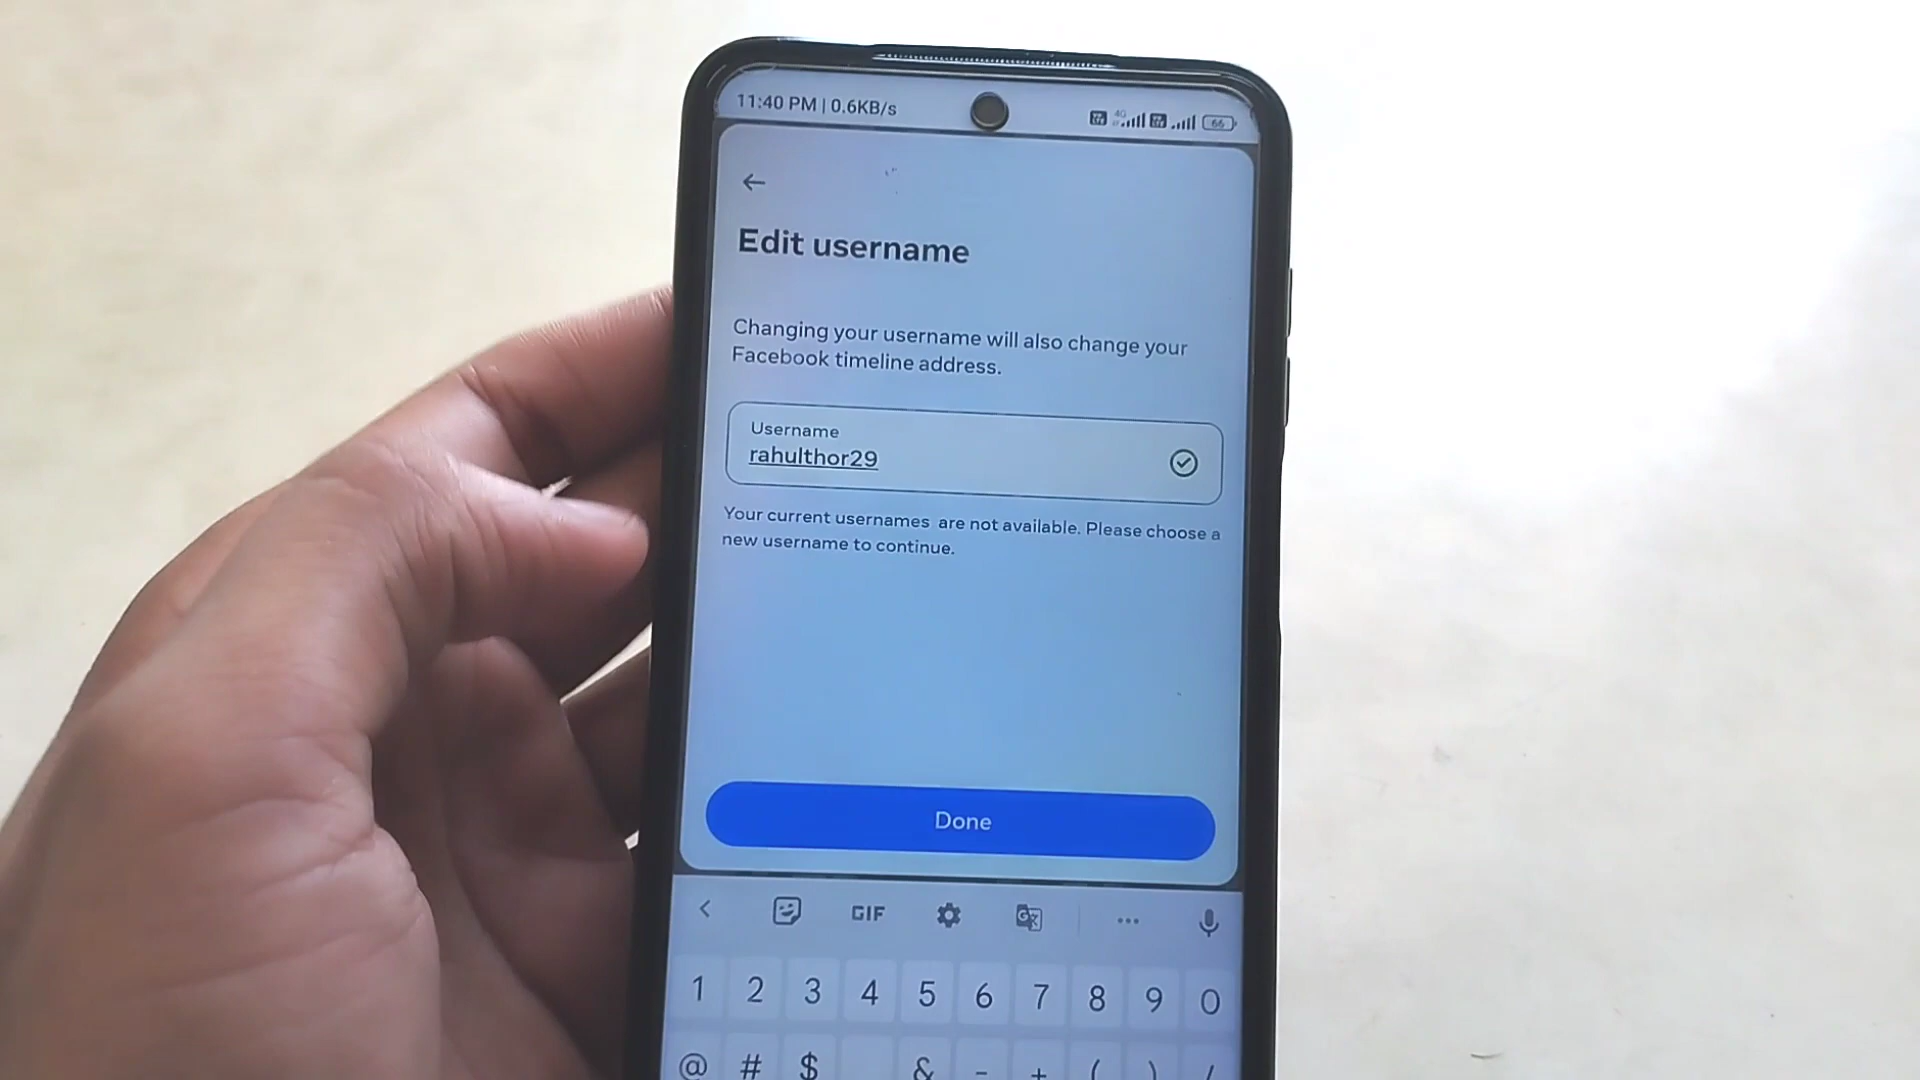 11:40 PM | 0.6KB/s
4G
66
Edit username
Changing your username will also change your
Facebook timeline address.
Username
rahulthor29
Your current usernames are not available. Please choose a
new username to continue.
Done
GIF
1 2 3 4 5 6 7 8 9 0
@ # $ & - + ( ) /